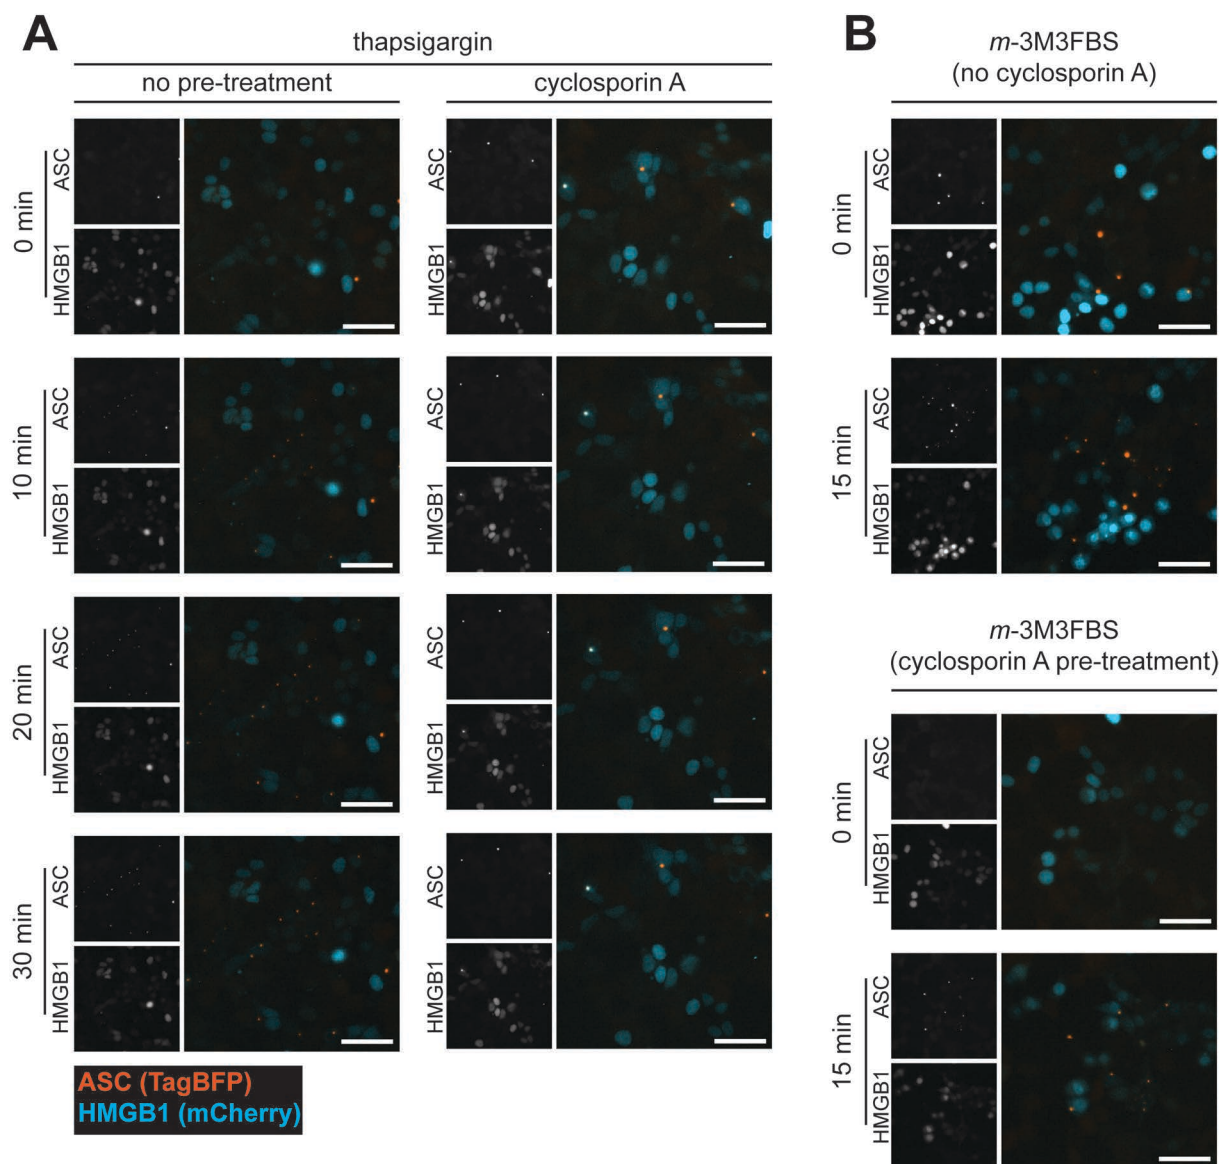 A
thapsigargin
no pre-treatment
cyclosporin A
0 min
ASC
HMGB1
ASC
HMGB1
10 min
ASC
HMGB1
ASC
HMGB1
20 min
ASC
HMGB1
ASC
HMGB1
30 min
ASC
HMGB1
ASC
HMGB1
ASC (TagBFP)
HMGB1 (mCherry)
B
m-3M3FBS
(no cyclosporin A)
0 min
ASC
HMGB1
15 min
ASC
HMGB1
m-3M3FBS
(cyclosporin A pre-treatment)
0 min
ASC
HMGB1
15 min
ASC
HMGB1